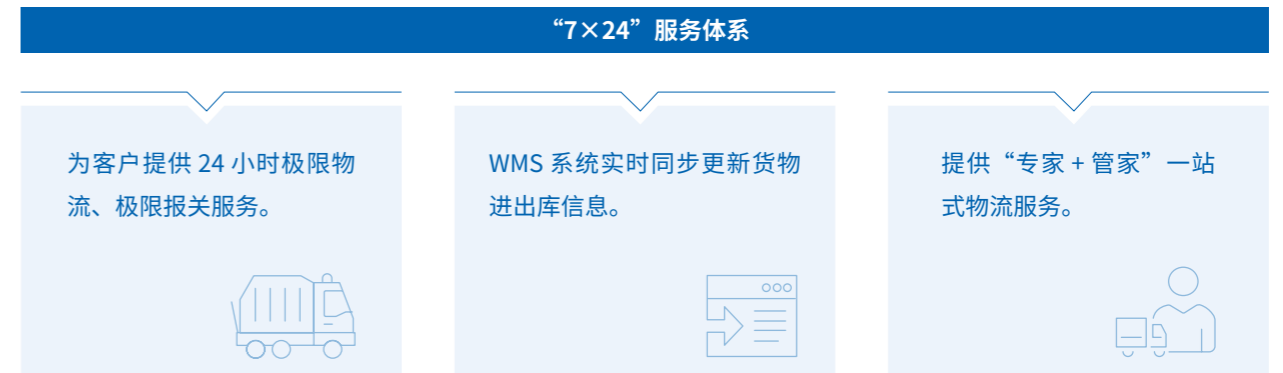 “7×24”服务体系
为客户提供 24 小时极限物
流、极限报关服务。
WMS 系统实时同步更新货物
进出库信息。
提供“专家 + 管家”一站
式物流服务。